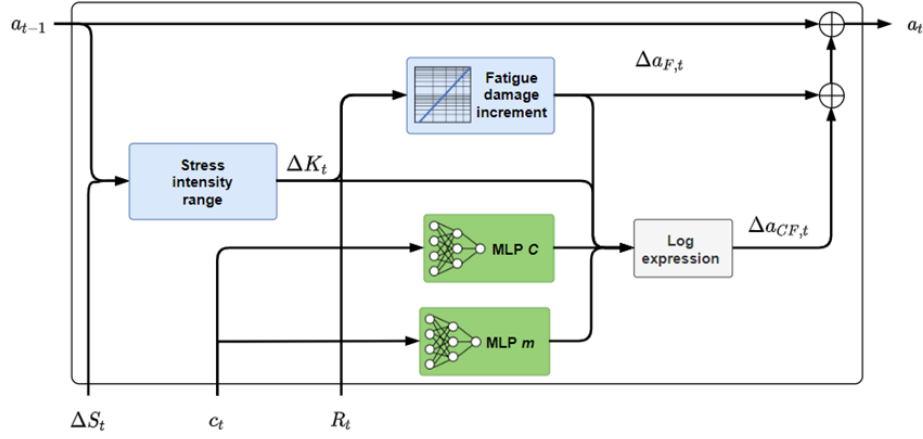 a_{t−1}
a_t
Δa_{F,t}
Fatigue
damage
increment
Stress
intensity
range
ΔK_t
Δa_{CF,t}
MLP C
Log
expression
MLP m
ΔS_t
c_t
R_t